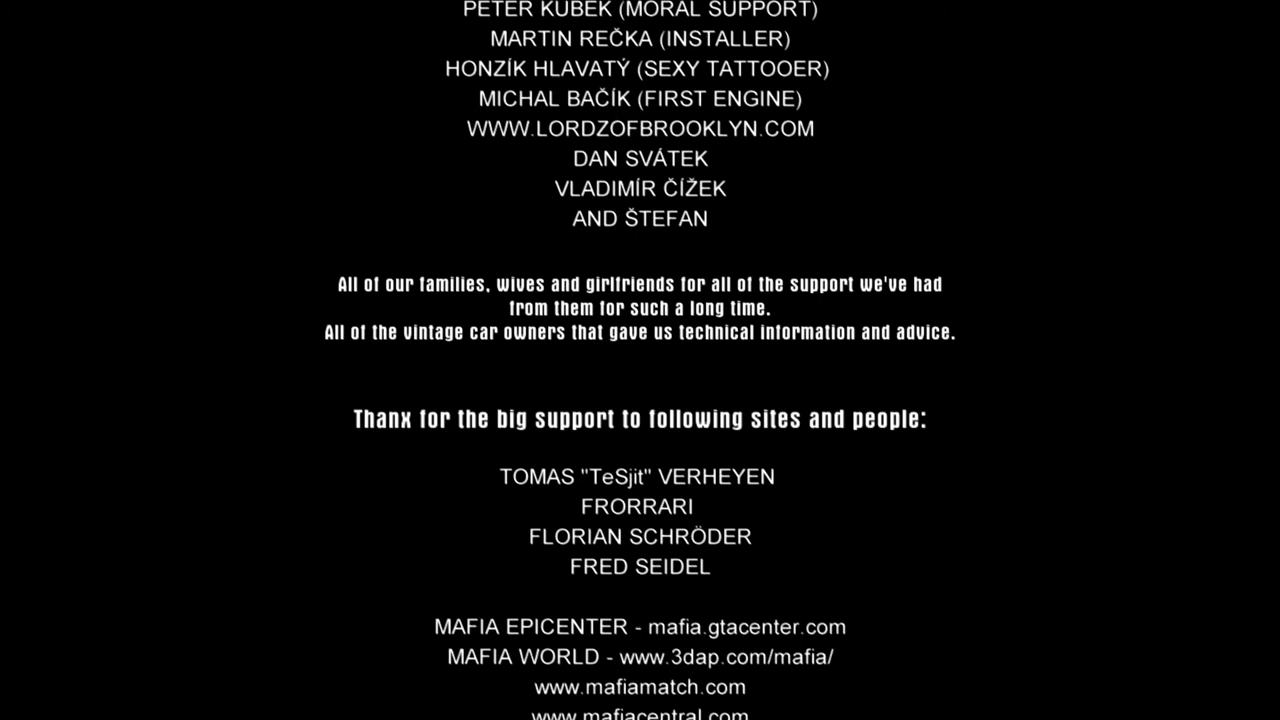 PETER KUBEK (MORAL SUPPORT)
MARTIN REČKA (INSTALLER)
HONZÍK HLAVATÝ (SEXY TATTOOER)
MICHAL BAČÍK (FIRST ENGINE)
WWW.LORDZOFBROOKLYN.COM
DAN SVÁTEK
VLADIMÍR ČÍŽEK
AND ŠTEFAN
All of our families, wives and girlfriends for all of the support we've had
from them for such a long time.
All of the vintage car owners that gave us technical information and advice.
Thanx for the big support to following sites and people:
TOMAS "TeSjit" VERHEYEN
FRORRARI
FLORIAN SCHRÖDER
FRED SEIDEL
MAFIA EPICENTER - mafia.gtacenter.com
MAFIA WORLD - www.3dap.com/mafia/
www.mafiamatch.com
www.mafiacentral.com